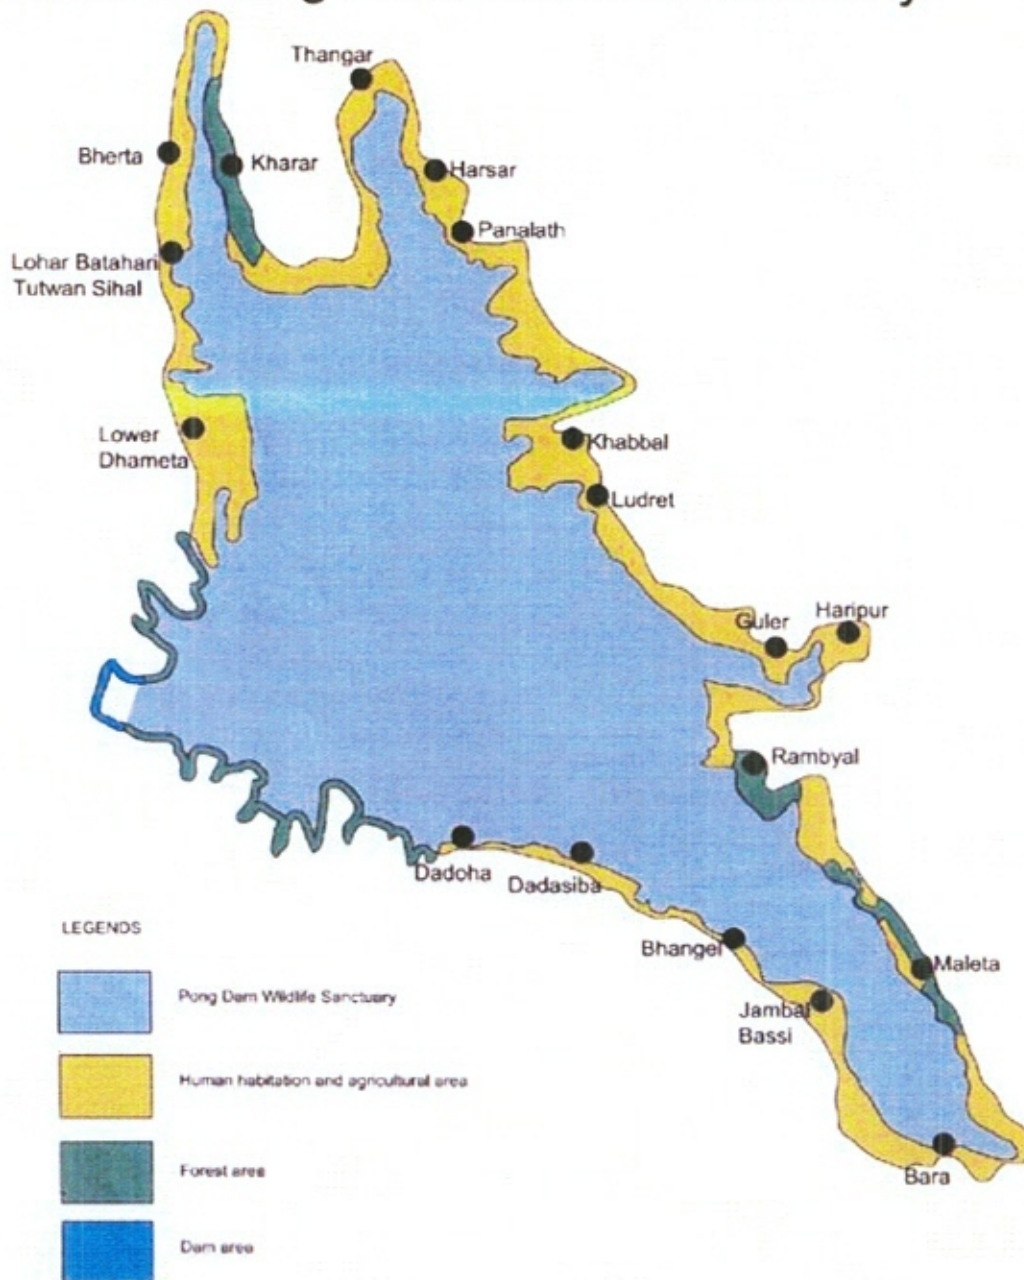 Thangar
Bherta
Kharar
Harsar
Panalath
Lohar Batahari
Tutwan Sihal
Lower
Dhameta
Khabbal
Ludret
Guler
Haripur
Rambyal
Dadoha
Dadasiba
Bhangel
Maleta
Jambal
Bassi
Bara
LEGENDS
Pong Dam Wildlife Sanctuary
Human habitation and agricultural area
Forest area
Dam area